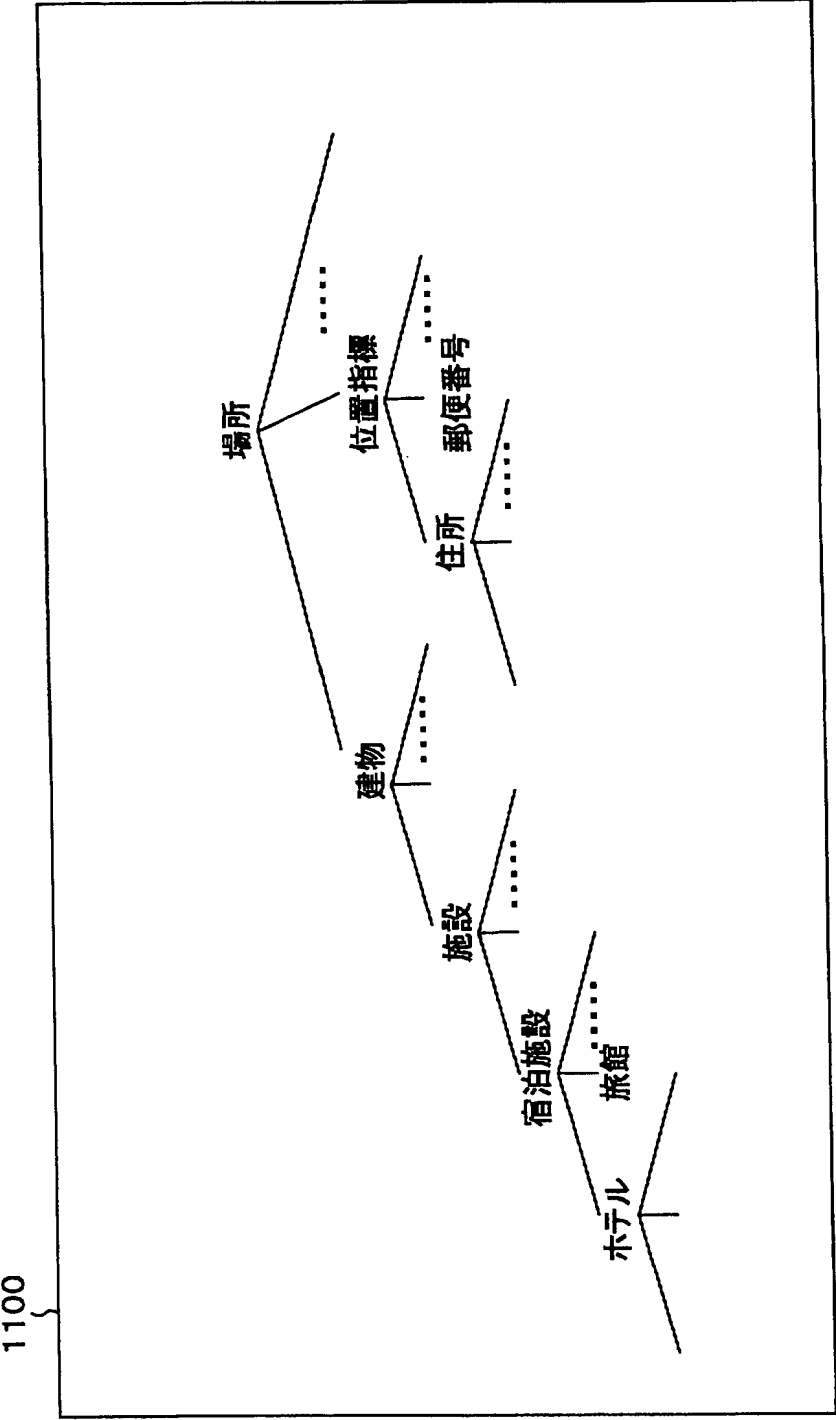 1100
場所
建物
位置指標
.....
施設
.....
住所
郵便番号
.....
宿泊施設
.....
.....
ホテル
旅館
.....